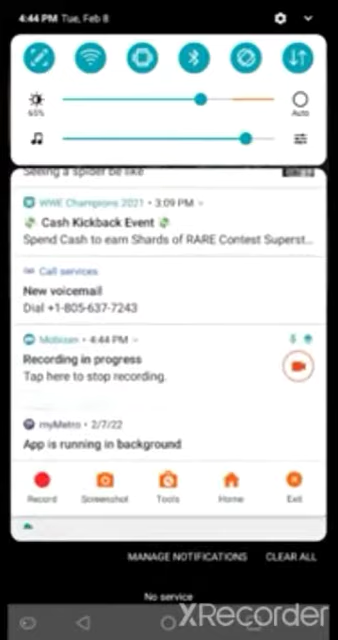 4:44 PM Tue, Feb 8
65%
Auto
Seeing a spider be like
WWE Champions 2021 • 3:09 PM
Cash Kickback Event
Spend Cash to earn Shards of RARE Contest Superst...
Call services
New voicemail
Dial +1-805-637-7243
Mobizen • 4:44 PM
Recording in progress
Tap here to stop recording.
myMetro • 2/7/22
App is running in background
Record Screenshot Tools Home Exit
MANAGE NOTIFICATIONS CLEAR ALL
No service
XRecorder